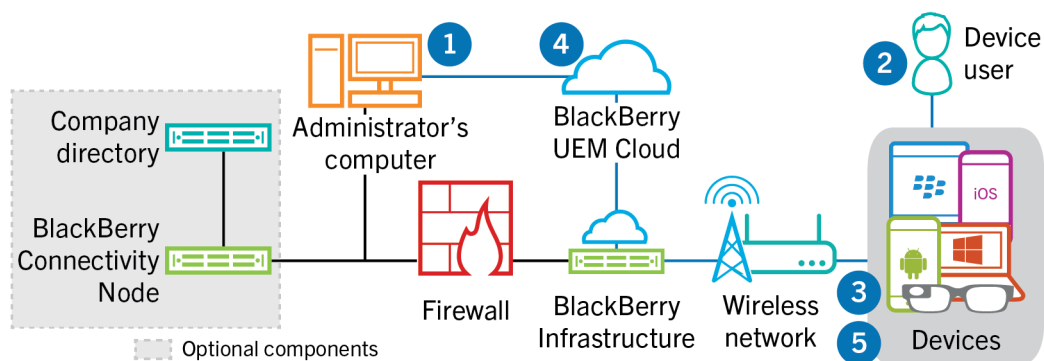 1
4
2
Device
user
Company
directory
Administrator's
computer
BlackBerry
UEM Cloud
iOS
BlackBerry
Connectivity
Node
Firewall
BlackBerry
Infrastructure
Wireless
network
3
5
Devices
Optional components